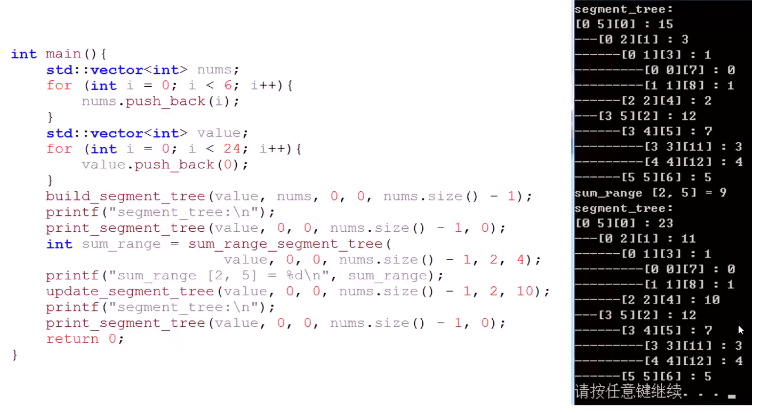 int main(){
    std::vector<int> nums;
    for (int i = 0; i < 6; i++){
        nums.push_back(i);
    }
    std::vector<int> value;
    for (int i = 0; i < 24; i++){
        value.push_back(0);
    }
    build_segment_tree(value, nums, 0, 0, nums.size() - 1);
    printf("segment_tree:\n");
    print_segment_tree(value, 0, 0, nums.size() - 1, 0);
    int sum_range = sum_range_segment_tree(
                        value, 0, 0, nums.size() - 1, 2, 4);
    printf("sum_range [2, 5] = %d\n", sum_range);
    update_segment_tree(value, 0, 0, nums.size() - 1, 2, 10);
    printf("segment_tree:\n");
    print_segment_tree(value, 0, 0, nums.size() - 1, 0);
    return 0;
}
segment_tree:
[0 5][0] : 15
---[0 2][1] : 3
------[0 1][3] : 1
---------[0 0][7] : 0
---------[1 1][8] : 1
------[2 2][4] : 2
---[3 5][2] : 12
------[3 4][5] : 7
---------[3 3][11] : 3
---------[4 4][12] : 4
------[5 5][6] : 5
sum_range [2, 5] = 9
segment_tree:
[0 5][0] : 23
---[0 2][1] : 11
------[0 1][3] : 1
---------[0 0][7] : 0
---------[1 1][8] : 1
------[2 2][4] : 10
---[3 5][2] : 12
------[3 4][5] : 7
---------[3 3][11] : 3
---------[4 4][12] : 4
------[5 5][6] : 5
请按任意键继续. . . _